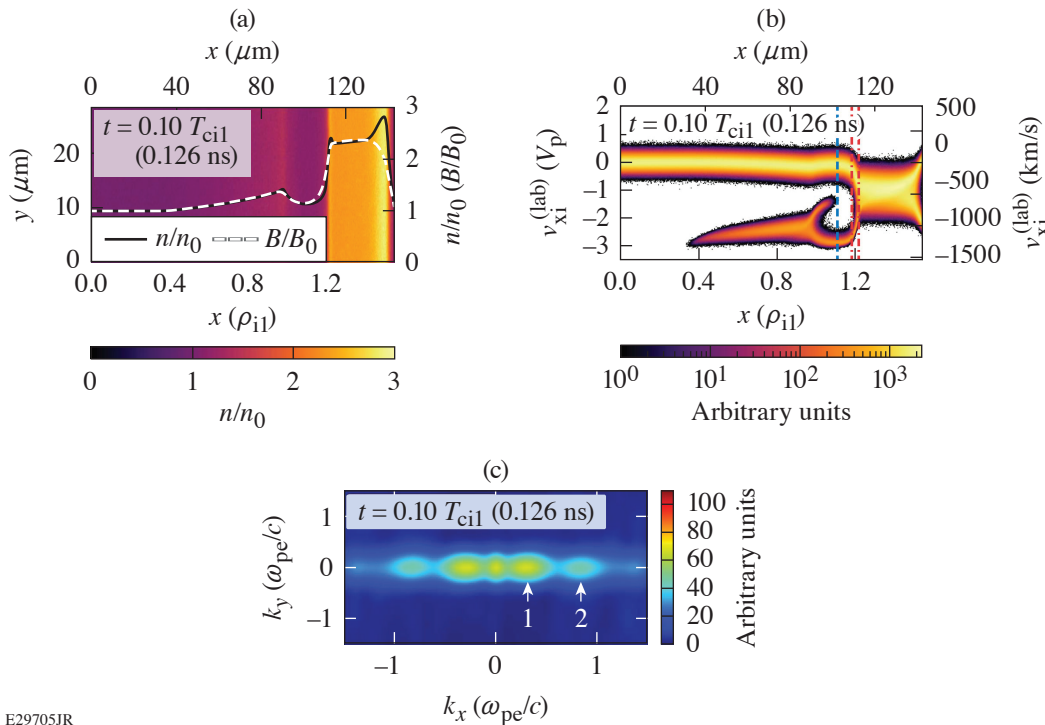 (a)
x (μm)
0 40 80 120
t = 0.10 T_ci1
(0.126 ns)
y (μm)
20
10
0
3
2
1
0
n/n_0 (B/B_0)
n/n_0 B/B_0
0.0 0.4 0.8 1.2
x (ρ_i1)
0 1 2 3
n/n_0
(b)
x (μm)
0 40 80 120
t = 0.10 T_ci1 (0.126 ns)
v_xi^(lab) (V_p)
2
1
0
−1
−2
−3
500
0
−500
−1000
−1500
v_xi^(lab) (km/s)
0.0 0.4 0.8 1.2
x (ρ_i1)
10^0 10^1 10^2 10^3
Arbitrary units
(c)
t = 0.10 T_ci1 (0.126 ns)
k_y (ω_pe/c)
1
0
−1
1 2
−1 0 1
k_x (ω_pe/c)
100
80
60
40
20
0
Arbitrary units
E29705JR